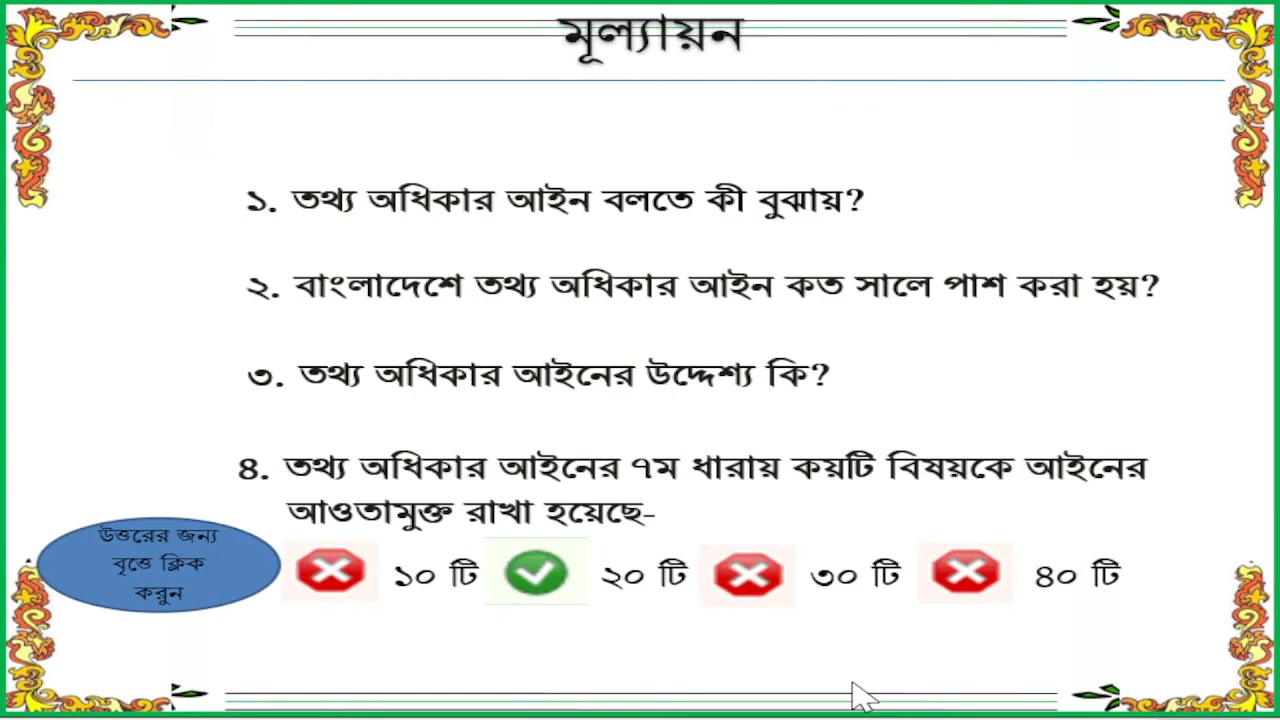 মূল্যায়ন
১. তথ্য অধিকার আইন বলতে কী বুঝায়?
২. বাংলাদেশে তথ্য অধিকার আইন কত সালে পাশ করা হয়?
৩. তথ্য অধিকার আইনের উদ্দেশ্য কি?
৪. তথ্য অধিকার আইনের ৭ম ধারায় কয়টি বিষয়কে আইনের
আওতামুক্ত রাখা হয়েছে-
উত্তরের জন্য
বৃত্তে ক্লিক
করুন
১০ টি ২০ টি ৩০ টি ৪০ টি